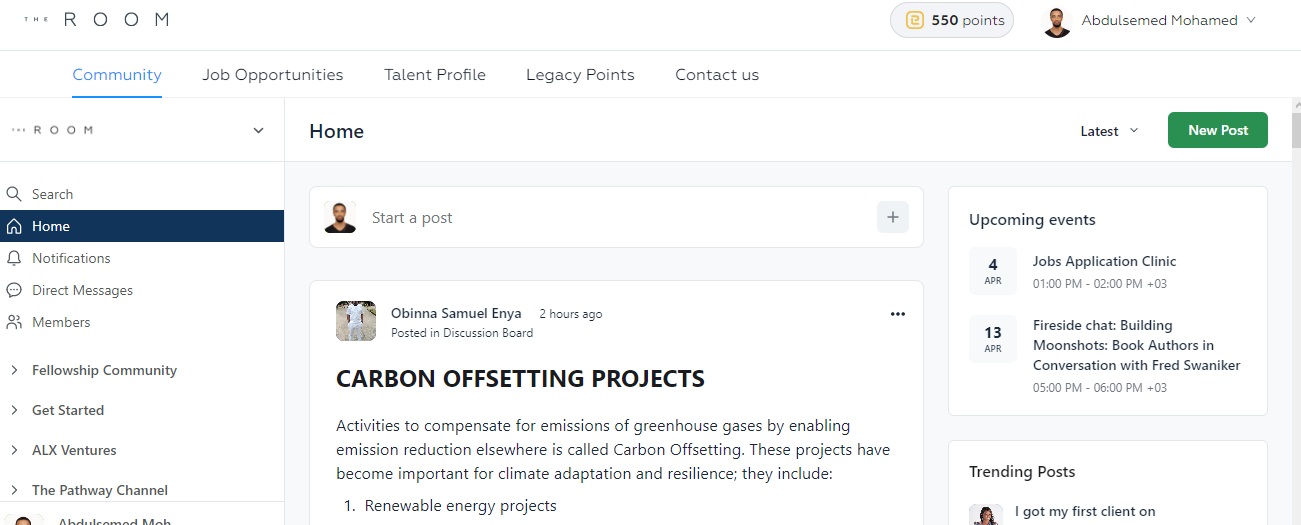 THE ROOM
550 points
Abdulsemed Mohamed
Community
Job Opportunities
Talent Profile
Legacy Points
Contact us
THE ROOM
Search
Home
Notifications
Direct Messages
Members
Fellowship Community
Get Started
ALX Ventures
The Pathway Channel
Abdulsemed Moh
Home
Latest
New Post
Start a post
Obinna Samuel Enya 2 hours ago
Posted in Discussion Board
CARBON OFFSETTING PROJECTS
Activities to compensate for emissions of greenhouse gases by enabling
emission reduction elsewhere is called Carbon Offsetting. These projects have
become important for climate adaptation and resilience; they include:
1. Renewable energy projects
Upcoming events
4
APR
Jobs Application Clinic
01:00 PM - 02:00 PM +03
13
APR
Fireside chat: Building
Moonshots: Book Authors in
Conversation with Fred Swaniker
05:00 PM - 06:00 PM +03
Trending Posts
I got my first client on